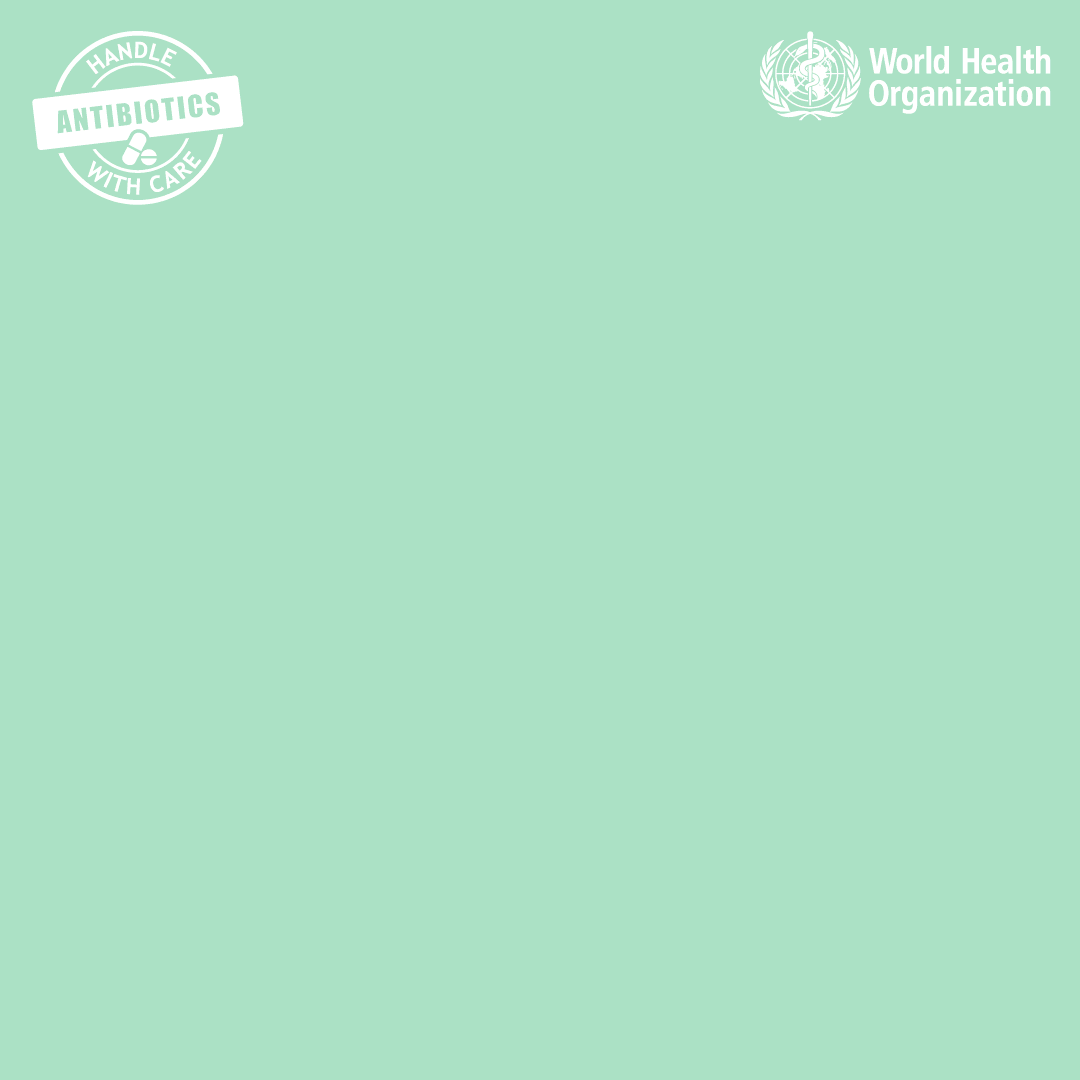 HANDLE
ANTIBIOTICS
WITH CARE
World Health
Organization